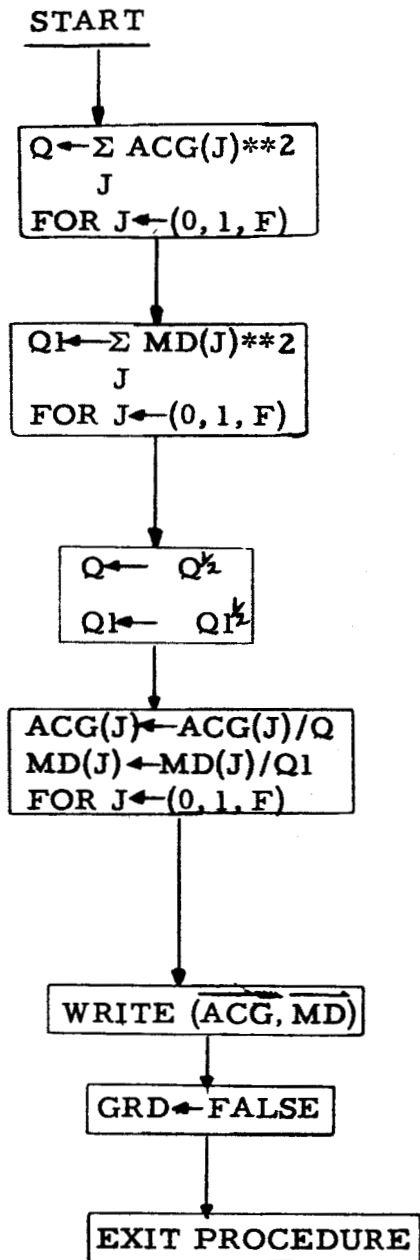 START
Q←Σ ACG(J)**2
J
FOR J←(0, 1, F)
Q1←Σ MD(J)**2
J
FOR J←(0, 1, F)
Q← Q½
Q1← Q1½
ACG(J)←ACG(J)/Q
MD(J)←MD(J)/Q1
FOR J←(0, 1, F)
WRITE (ACG, MD)
GRD←FALSE
EXIT PROCEDURE